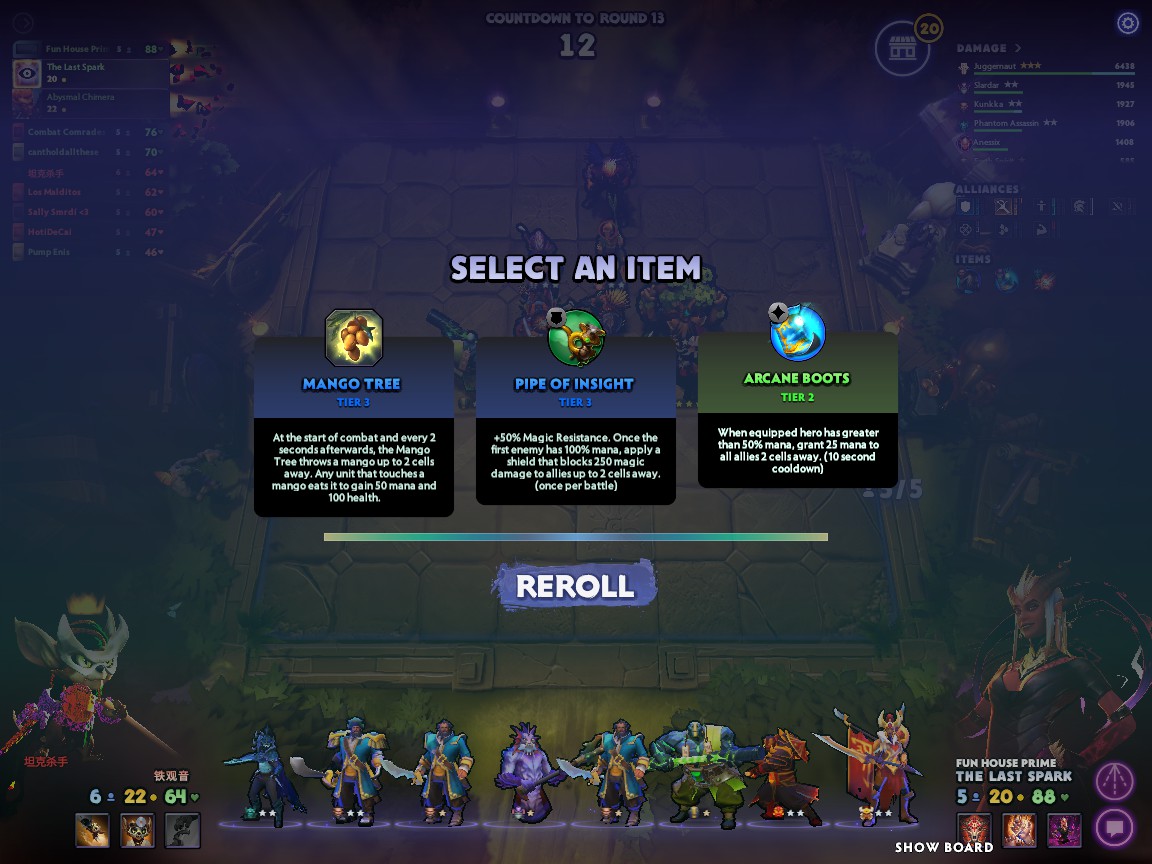 COUNTDOWN TO ROUND 13
12
20
Fun House Prime 5 88
The Last Spark
20
Abysmal Chimera
22
Combat Comrades 5 76
cantholdallthese 5 70
坦克杀手 5 64
Los Malditos 5 62
Sally Smrdi <3 5 60
HotiDeCai 5 47
Pump Enis 5 46
DAMAGE >
Juggernaut ★★★ 6438
Slardar ★★ 1945
Kunkka ★★ 1927
Phantom Assassin ★★ 1906
Anessix 1408
ALLIANCES
ITEMS
SELECT AN ITEM
MANGO TREE
TIER 3
At the start of combat and every 2
seconds afterwards, the Mango
Tree throws a mango up to 2 cells
away. Any unit that touches a
mango eats it to gain 50 mana and
100 health.
PIPE OF INSIGHT
TIER 3
+50% Magic Resistance. Once the
first enemy has 100% mana, apply a
shield that blocks 250 magic
damage to allies up to 2 cells away.
(once per battle)
ARCANE BOOTS
TIER 2
When equipped hero has greater
than 50% mana, grant 25 mana to
all allies 2 cells away. (10 second
cooldown)
5/5
REROLL
坦克杀手
铁观音
6 22 64
FUN HOUSE PRIME
THE LAST SPARK
5 20 88
SHOW BOARD